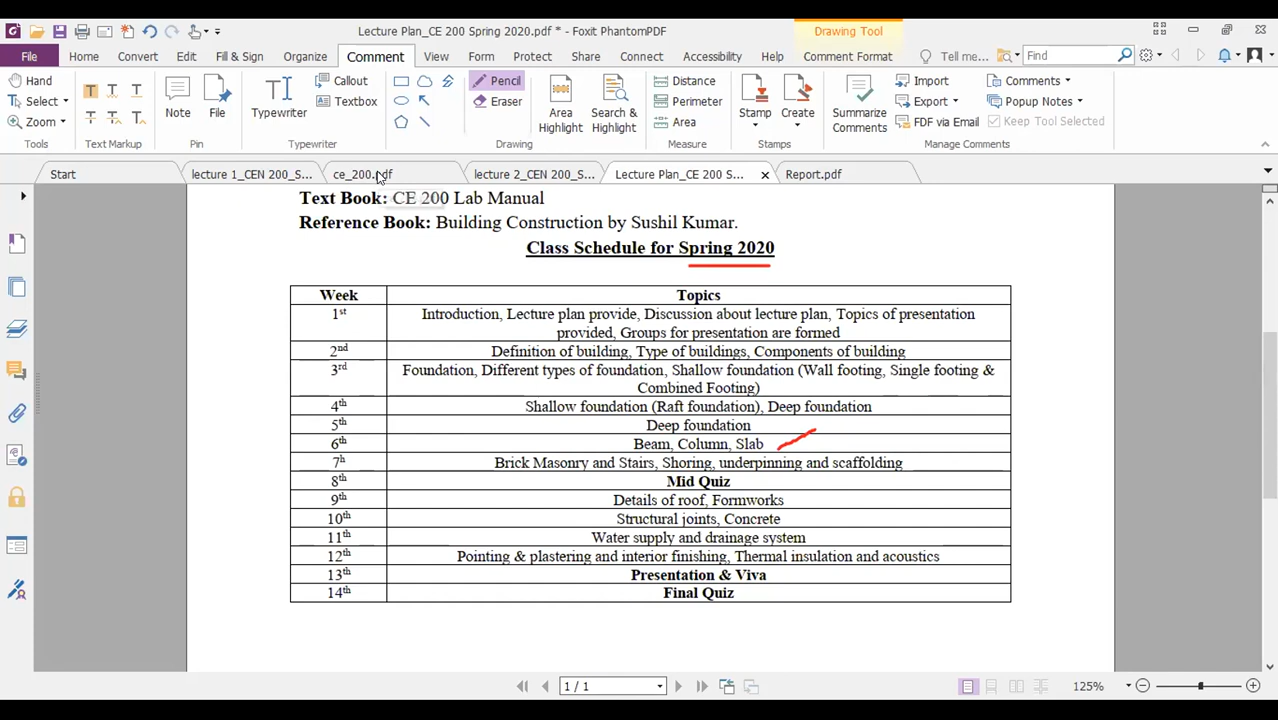 Lecture Plan_CE 200 Spring 2020.pdf * - Foxit PhantomPDF
Drawing Tool
File
Home
Comment
Convert
Edit
Fill & Sign
Organize
Comment
View
Form
Protect
Share
Connect
Accessibility
Help
Comment Format
Tell me...
Find
Hand
Select
Zoom
Tools
Text Markup
Note
File
Pin
Typewriter
Callout
Textbox
Typewriter
Pencil
Eraser
Area
Highlight
Search &
Highlight
Drawing
Distance
Perimeter
Area
Measure
Stamp
Create
Stamps
Summarize
Comments
Import
Export
FDF via Email
Comments
Popup Notes
Keep Tool Selected
Manage Comments
Start
lecture 1_CEN 200_S...
ce_200.pdf
lecture 2_CEN 200_S...
Lecture Plan_CE 200 S...
Report.pdf
Text Book: CE 200 Lab Manual
Reference Book: Building Construction by Sushil Kumar.
Class Schedule for Spring 2020
Week Topics
1st Introduction, Lecture plan provide, Discussion about lecture plan, Topics of presentation
provided, Groups for presentation are formed
2nd Definition of building, Type of buildings, Components of building
3rd Foundation, Different types of foundation, Shallow foundation (Wall footing, Single footing &
Combined Footing)
4th Shallow foundation (Raft foundation), Deep foundation
5th Deep foundation
6th Beam, Column, Slab
7h Brick Masonry and Stairs, Shoring, underpinning and scaffolding
8th Mid Quiz
9th Details of roof, Formworks
10th Structural joints, Concrete
11th Water supply and drainage system
12th Pointing & plastering and interior finishing, Thermal insulation and acoustics
13th Presentation & Viva
14th Final Quiz
1 / 1
125%